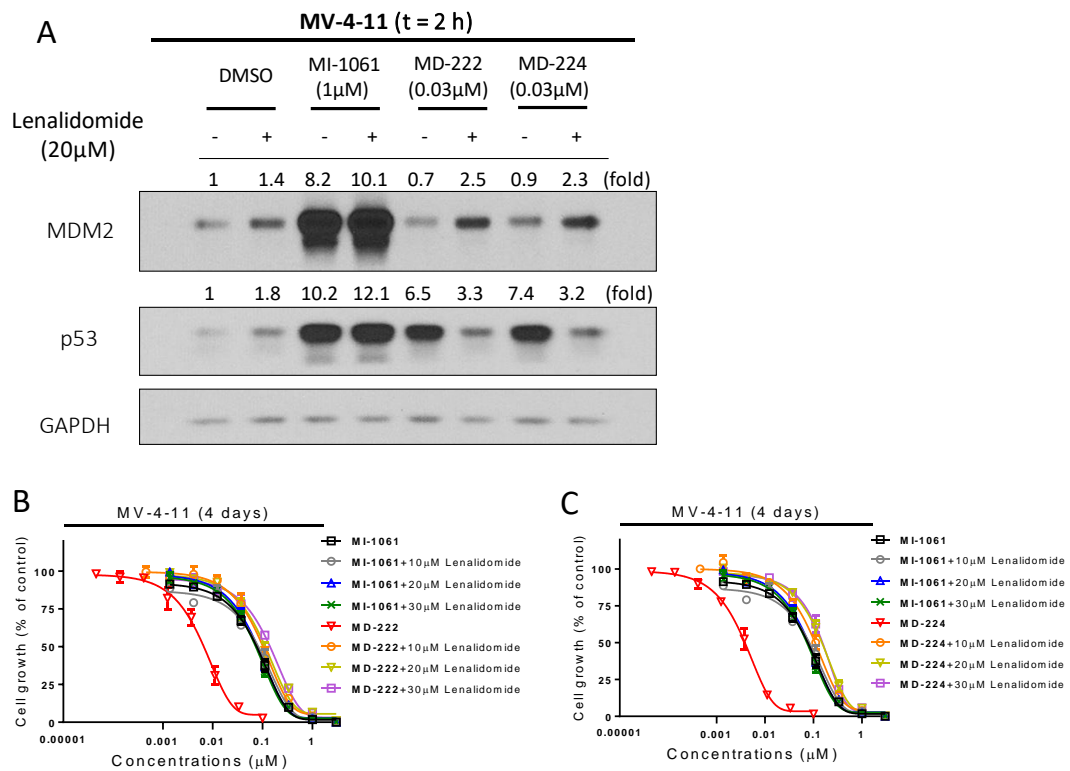 A
MV-4-11 (t = 2 h)
DMSO
MI-1061
(1μM)
MD-222
(0.03μM)
MD-224
(0.03μM)
Lenalidomide
(20μM)
- + - + - + - +
1 1.4 8.2 10.1 0.7 2.5 0.9 2.3 (fold)
MDM2
1 1.8 10.2 12.1 6.5 3.3 7.4 3.2 (fold)
p53
GAPDH
B
MV-4-11 (4 days)
Cell growth (% of control)
100
75
50
25
0
0.00001 0.001 0.01 0.1 1
Concentrations (μM)
MI-1061
MI-1061+10μM Lenalidomide
MI-1061+20μM Lenalidomide
MI-1061+30μM Lenalidomide
MD-222
MD-222+10μM Lenalidomide
MD-222+20μM Lenalidomide
MD-222+30μM Lenalidomide
C
MV-4-11 (4 days)
Cell growth (% of control)
100
75
50
25
0
0.00001 0.001 0.01 0.1 1
Concentrations (μM)
MI-1061
MI-1061+10μM Lenalidomide
MI-1061+20μM Lenalidomide
MI-1061+30μM Lenalidomide
MD-224
MD-224+10μM Lenalidomide
MD-224+20μM Lenalidomide
MD-224+30μM Lenalidomide